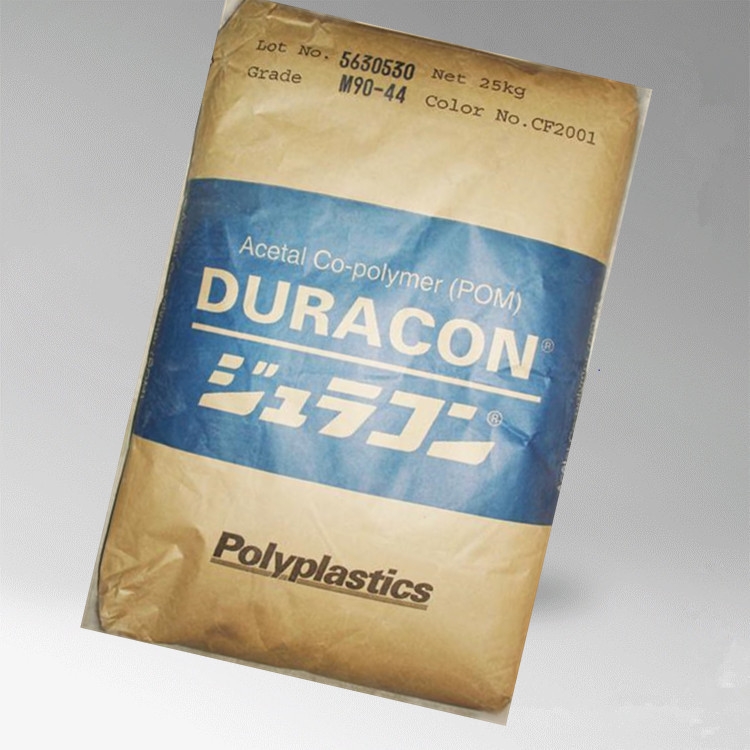 Lot No. 5630530 Net 25kg
Grade M90-44 Color No.CF2001
Acetal Co-polymer (POM)
DURACON®
ジュラコン®
Polyplastics